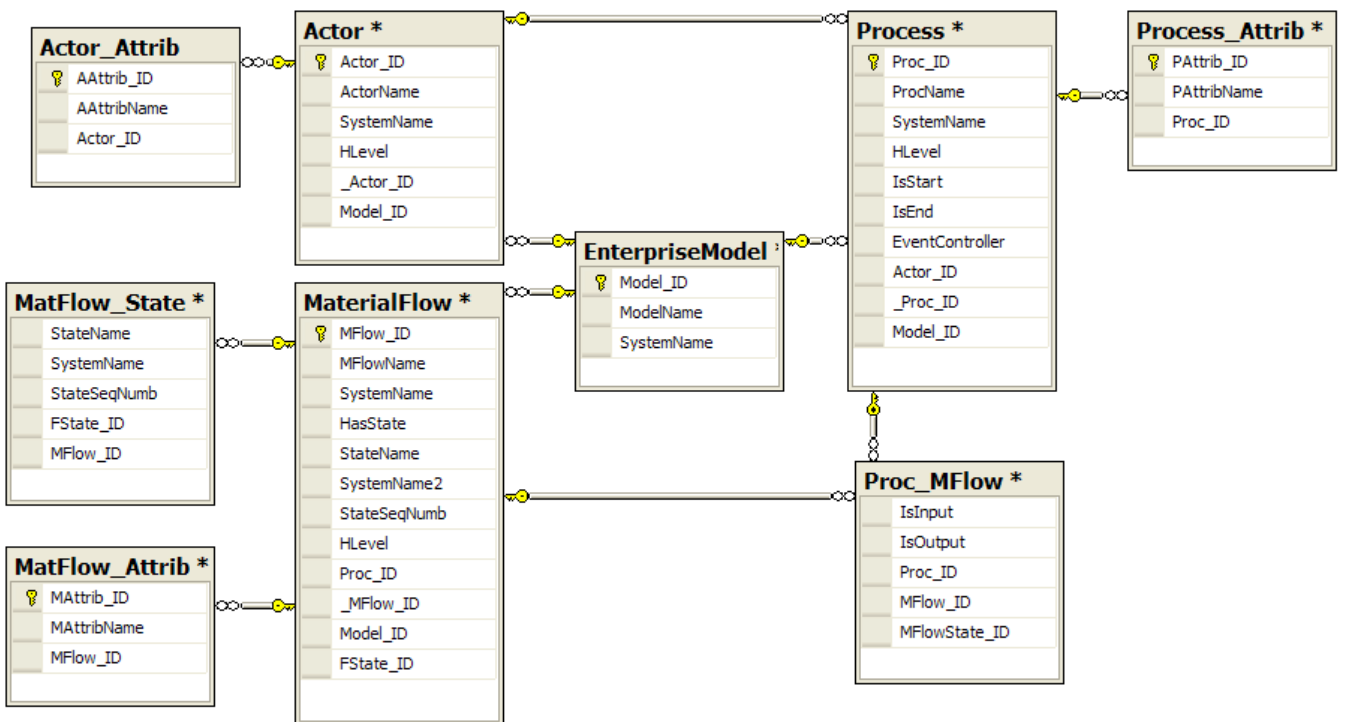 Actor_Attrib
AAttrib_ID
AAttribName
Actor_ID
Actor *
Actor_ID
ActorName
SystemName
HLevel
_Actor_ID
Model_ID
Process *
Proc_ID
ProcName
SystemName
HLevel
IsStart
IsEnd
EventController
Actor_ID
_Proc_ID
Model_ID
Process_Attrib *
PAttrib_ID
PAttribName
Proc_ID
EnterpriseModel *
Model_ID
ModelName
SystemName
MatFlow_State *
StateName
SystemName
StateSeqNumb
FState_ID
MFlow_ID
MaterialFlow *
MFlow_ID
MFlowName
SystemName
HasState
StateName
SystemName2
StateSeqNumb
HLevel
Proc_ID
_MFlow_ID
Model_ID
FState_ID
MatFlow_Attrib *
MAttrib_ID
MAttribName
MFlow_ID
Proc_MFlow *
IsInput
IsOutput
Proc_ID
MFlow_ID
MFlowState_ID